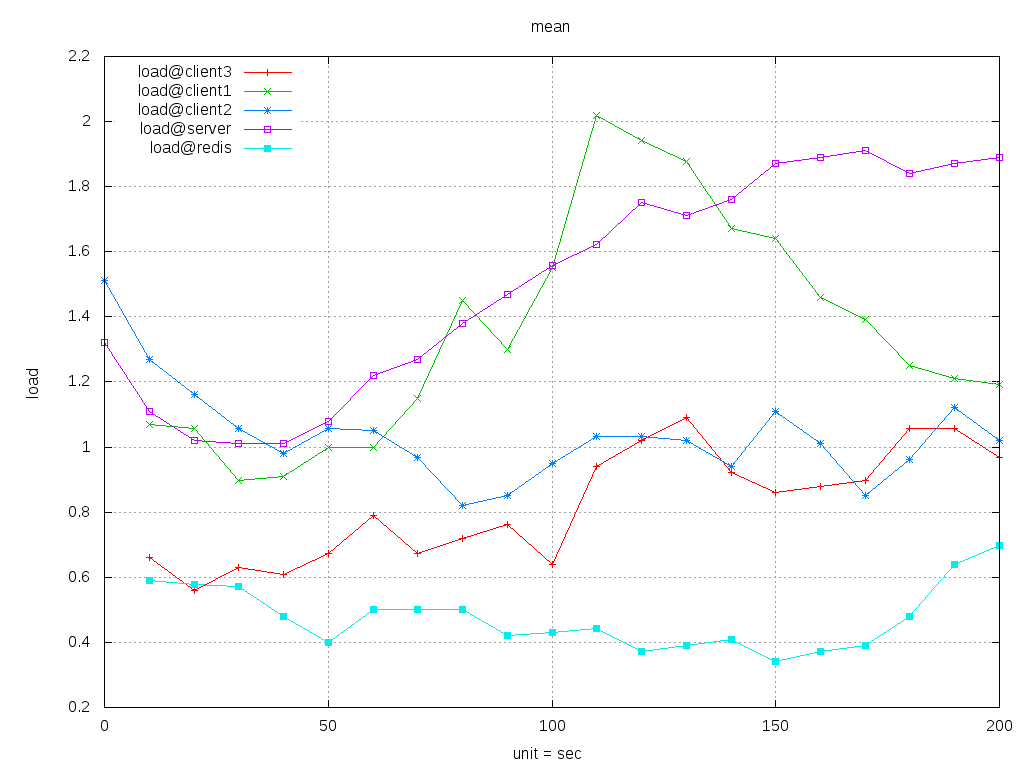 mean
2.2
2
1.8
1.6
1.4
1.2
1
0.8
0.6
0.4
0.2
load
load@client3
load@client1
load@client2
load@server
load@redis
0 50 100 150 200
unit = sec